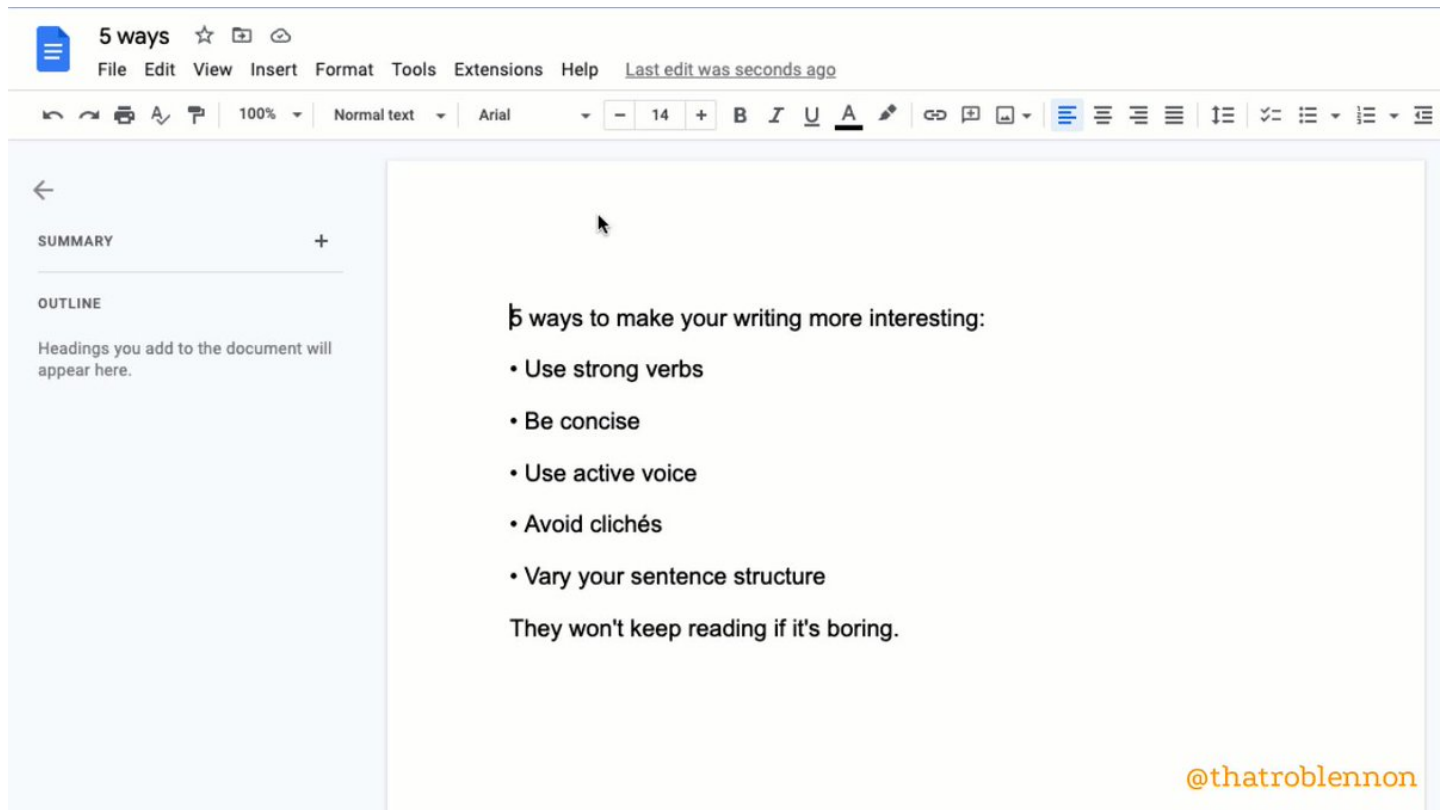 5 ways
File Edit View Insert Format Tools Extensions Help Last edit was seconds ago
100% Normal text Arial − 14 + B I U A
SUMMARY +
OUTLINE
Headings you add to the document will
appear here.
5 ways to make your writing more interesting:
• Use strong verbs
• Be concise
• Use active voice
• Avoid clichés
• Vary your sentence structure
They won't keep reading if it's boring.
@thatroblennon